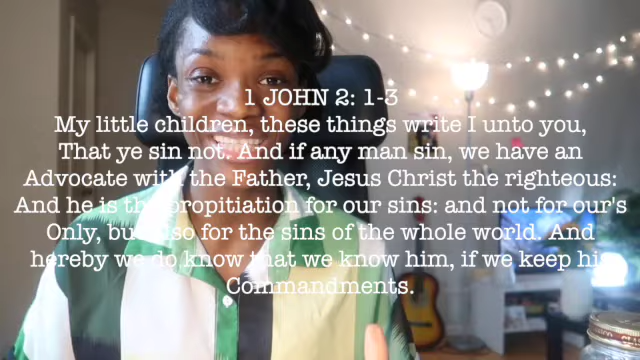 1 JOHN 2: 1-3
My little children, these things write I unto you,
That ye sin not. And if any man sin, we have an
Advocate with the Father, Jesus Christ the righteous:
And he is the propitiation for our sins: and not for our's
Only, but also for the sins of the whole world. And
hereby we do know that we know him, if we keep his
Commandments.